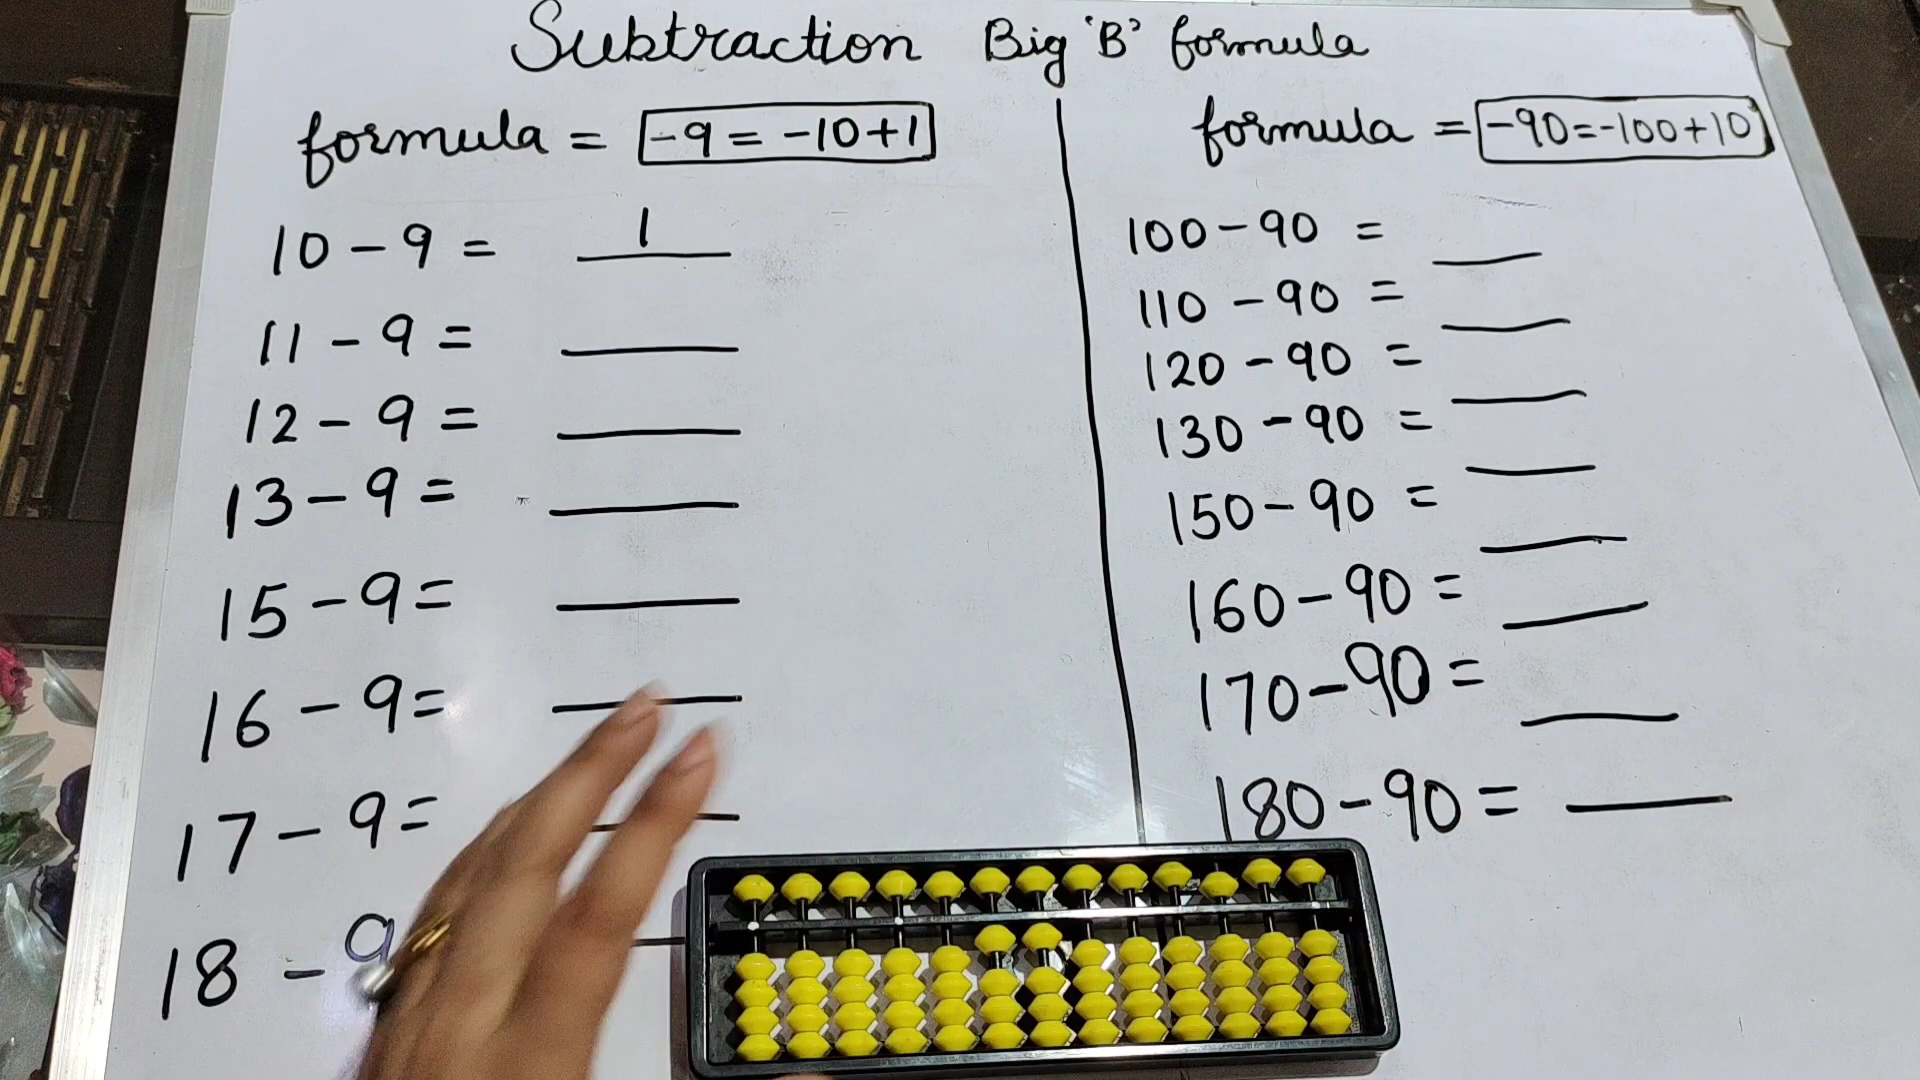 Subtraction Big 'B' formula
formula = -9 = -10+1
10 - 9 = 1
11 - 9 =
12 - 9 =
13 - 9 =
15 - 9 =
16 - 9 =
17 - 9 =
18 - 9
formula = -90=-100+10
100 - 90 =
110 - 90 =
120 - 90 =
130 - 90 =
150 - 90 =
160 - 90 =
170 - 90 =
180 - 90 =